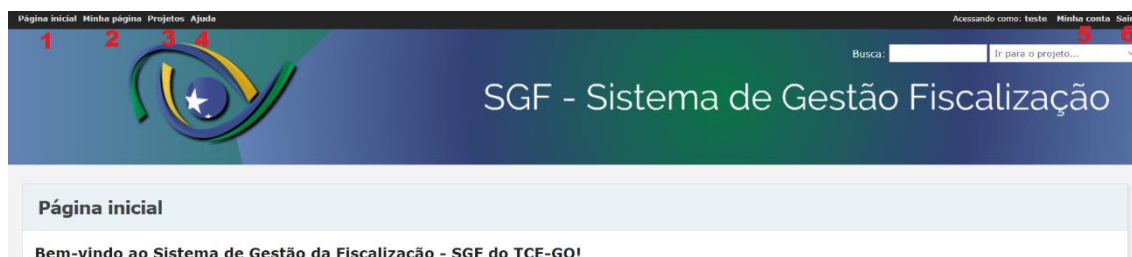 Página inicial Minha página Projetos Ajuda Acessando como: teste Minha conta Sair
1 2 3 4 5 6
Busca: Ir para o projeto...
SGF - Sistema de Gestão Fiscalização
Página inicial
Bem-vindo ao Sistema de Gestão da Fiscalização - SGF do TCE-GO!